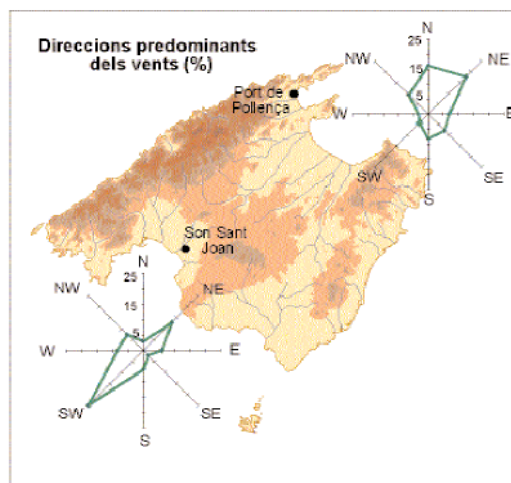 Direccions predominants
dels vents (%)
Port de
Pollença
Son Sant
Joan
N
25
15
5
NW
NE
W
E
SW
SE
S
N
25
15
5
NW
NE
W
E
SW
SE
S